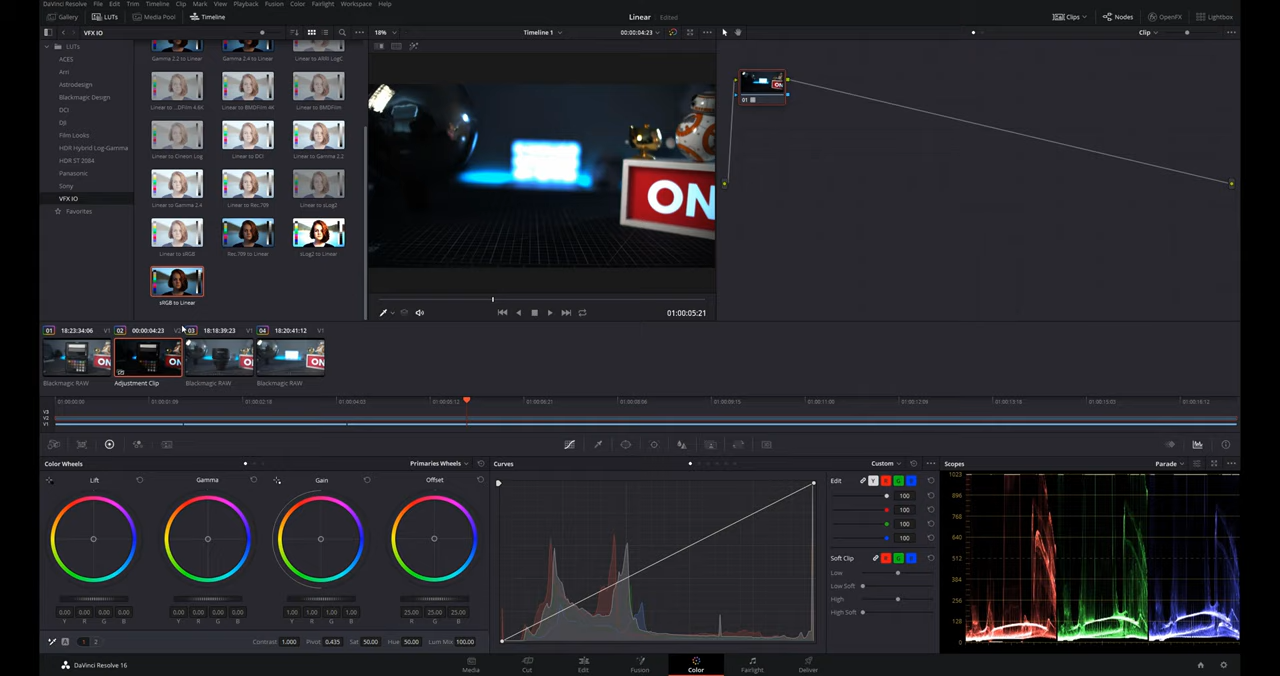 DaVinci Resolve File Edit Trim Timeline Clip Mark View Playback Fusion Color Fairlight Workspace Help
Gallery LUTs Media Pool Timeline Linear Edited Clips Nodes OpenFX Lightbox
VFX IO 18% Timeline 1 00:00:04:23 Clip
LUTs
ACES
Arri
Astrodesign
Blackmagic Design
DCI
DJI
Film Looks
HDR Hybrid Log-Gamma
HDR ST 2084
Panasonic
Sony
VFX IO
Favorites
Gamma 2.2 to Linear Gamma 2.4 to Linear Linear to ARRI LogC
Linear to ...DFilm 4.6K Linear to BMDFilm 4K Linear to BMDFilm
Linear to Cineon Log Linear to DCI Linear to Gamma 2.2
Linear to Gamma 2.4 Linear to Rec.709 Linear to sLog2
Linear to sRGB Rec.709 to Linear sLog2 to Linear
sRGB to Linear
ON
01
01:00:05:21
01 18:23:34:06 V1 02 00:00:04:23 V2 03 18:18:39:23 V1 04 18:20:41:12 V1
Blackmagic RAW Adjustment Clip Blackmagic RAW Blackmagic RAW
01:00:00:00 01:00:01:09 01:00:02:18 01:00:04:03 01:00:05:12 01:00:06:21 01:00:08:06 01:00:09:15 01:00:11:00 01:00:13:18 01:00:15:03 01:00:16:12
V3
V2
V1
Color Wheels Primaries Wheels Curves Custom Scopes Parade
Lift Gamma Gain Offset
Edit Y R G B
100
100
100
100
Soft Clip R G B
Low
Low Soft
High
High Soft
0.00 0.00 0.00 0.00 0.00 0.00 0.00 0.00 1.00 1.00 1.00 1.00 25.00 25.00 25.00
Y R G B Y R G B Y R G B R G B
A 1 2 Contrast 1.000 Pivot 0.435 Sat 50.00 Hue 50.00 Lum Mix 100.00
1023
896
768
640
512
384
256
128
0
DaVinci Resolve 16
Media Cut Edit Fusion Color Fairlight Deliver